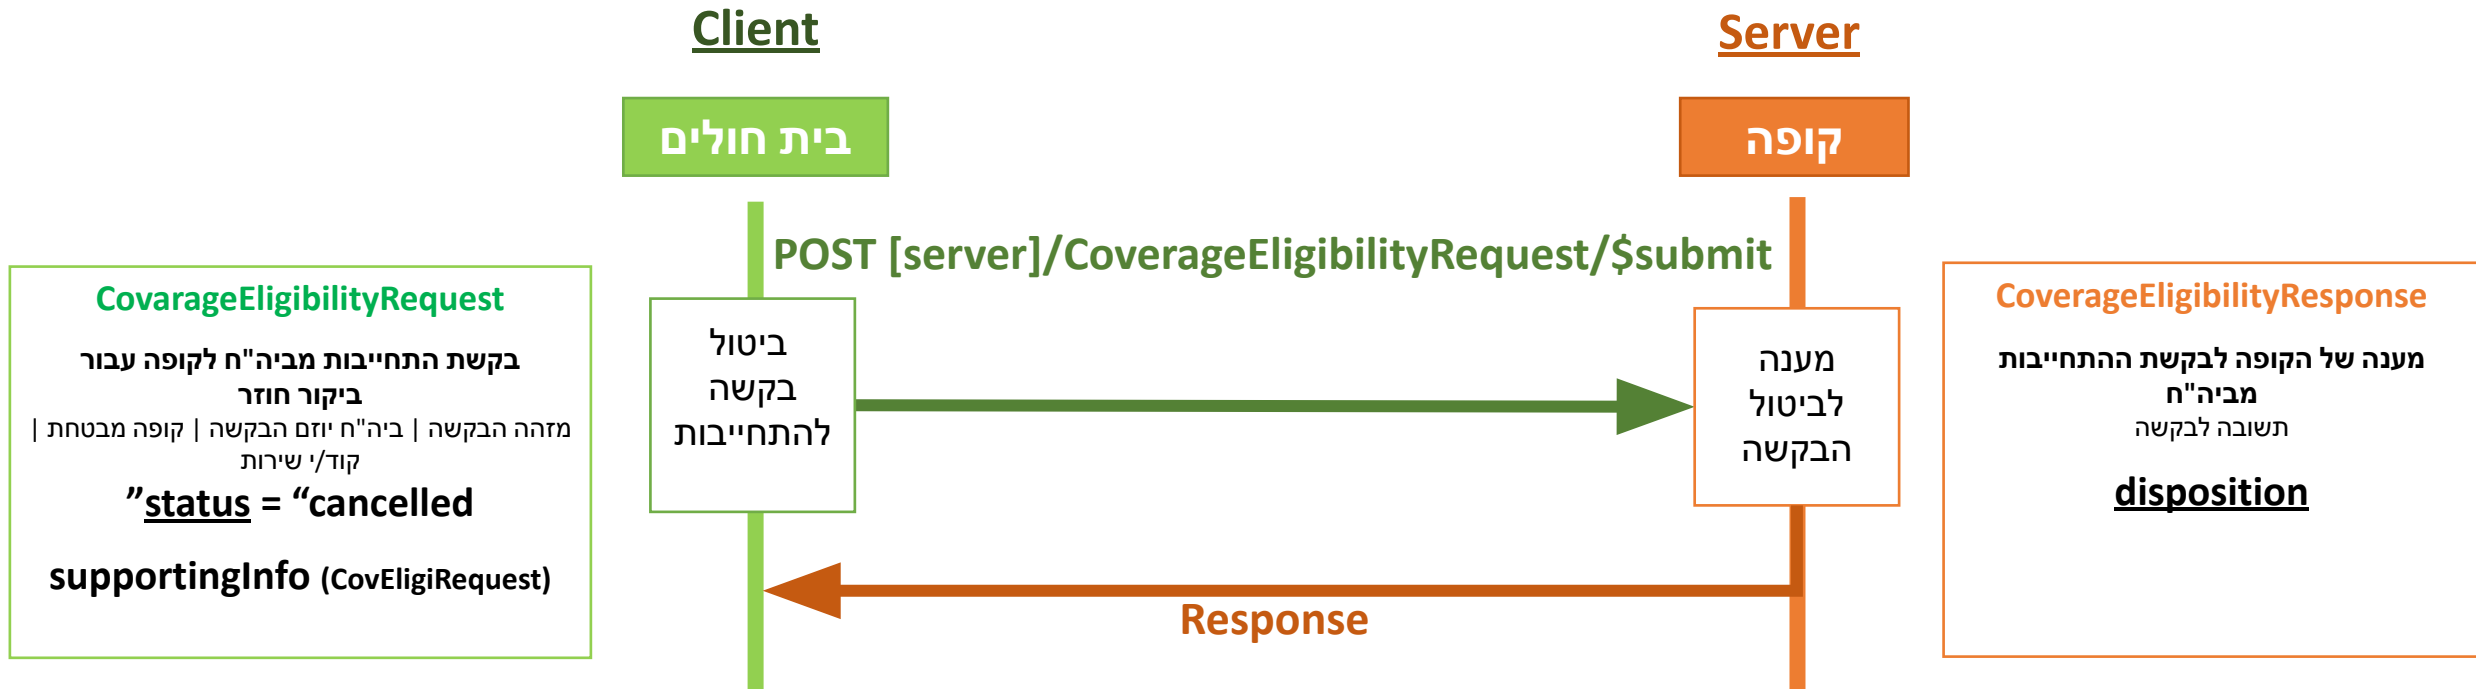 Client
Server
בית חולים
קופה
POST [server]/CoverageEligibilityRequest/$submit
CovarageEligibilityRequest
בקשת התחייבות מביה"ח לקופה עבור
ביקור חוזר
מזהה הבקשה | ביה"ח יוזם הבקשה | קופה מבטחת |
קוד/י שירות
”status = “cancelled
supportingInfo (CovEligiRequest)
ביטול
בקשה
להתחייבות
מענה
לביטול
הבקשה
CoverageEligibilityResponse
מענה של הקופה לבקשת ההתחייבות
מביה"ח
תשובה לבקשה
disposition
Response